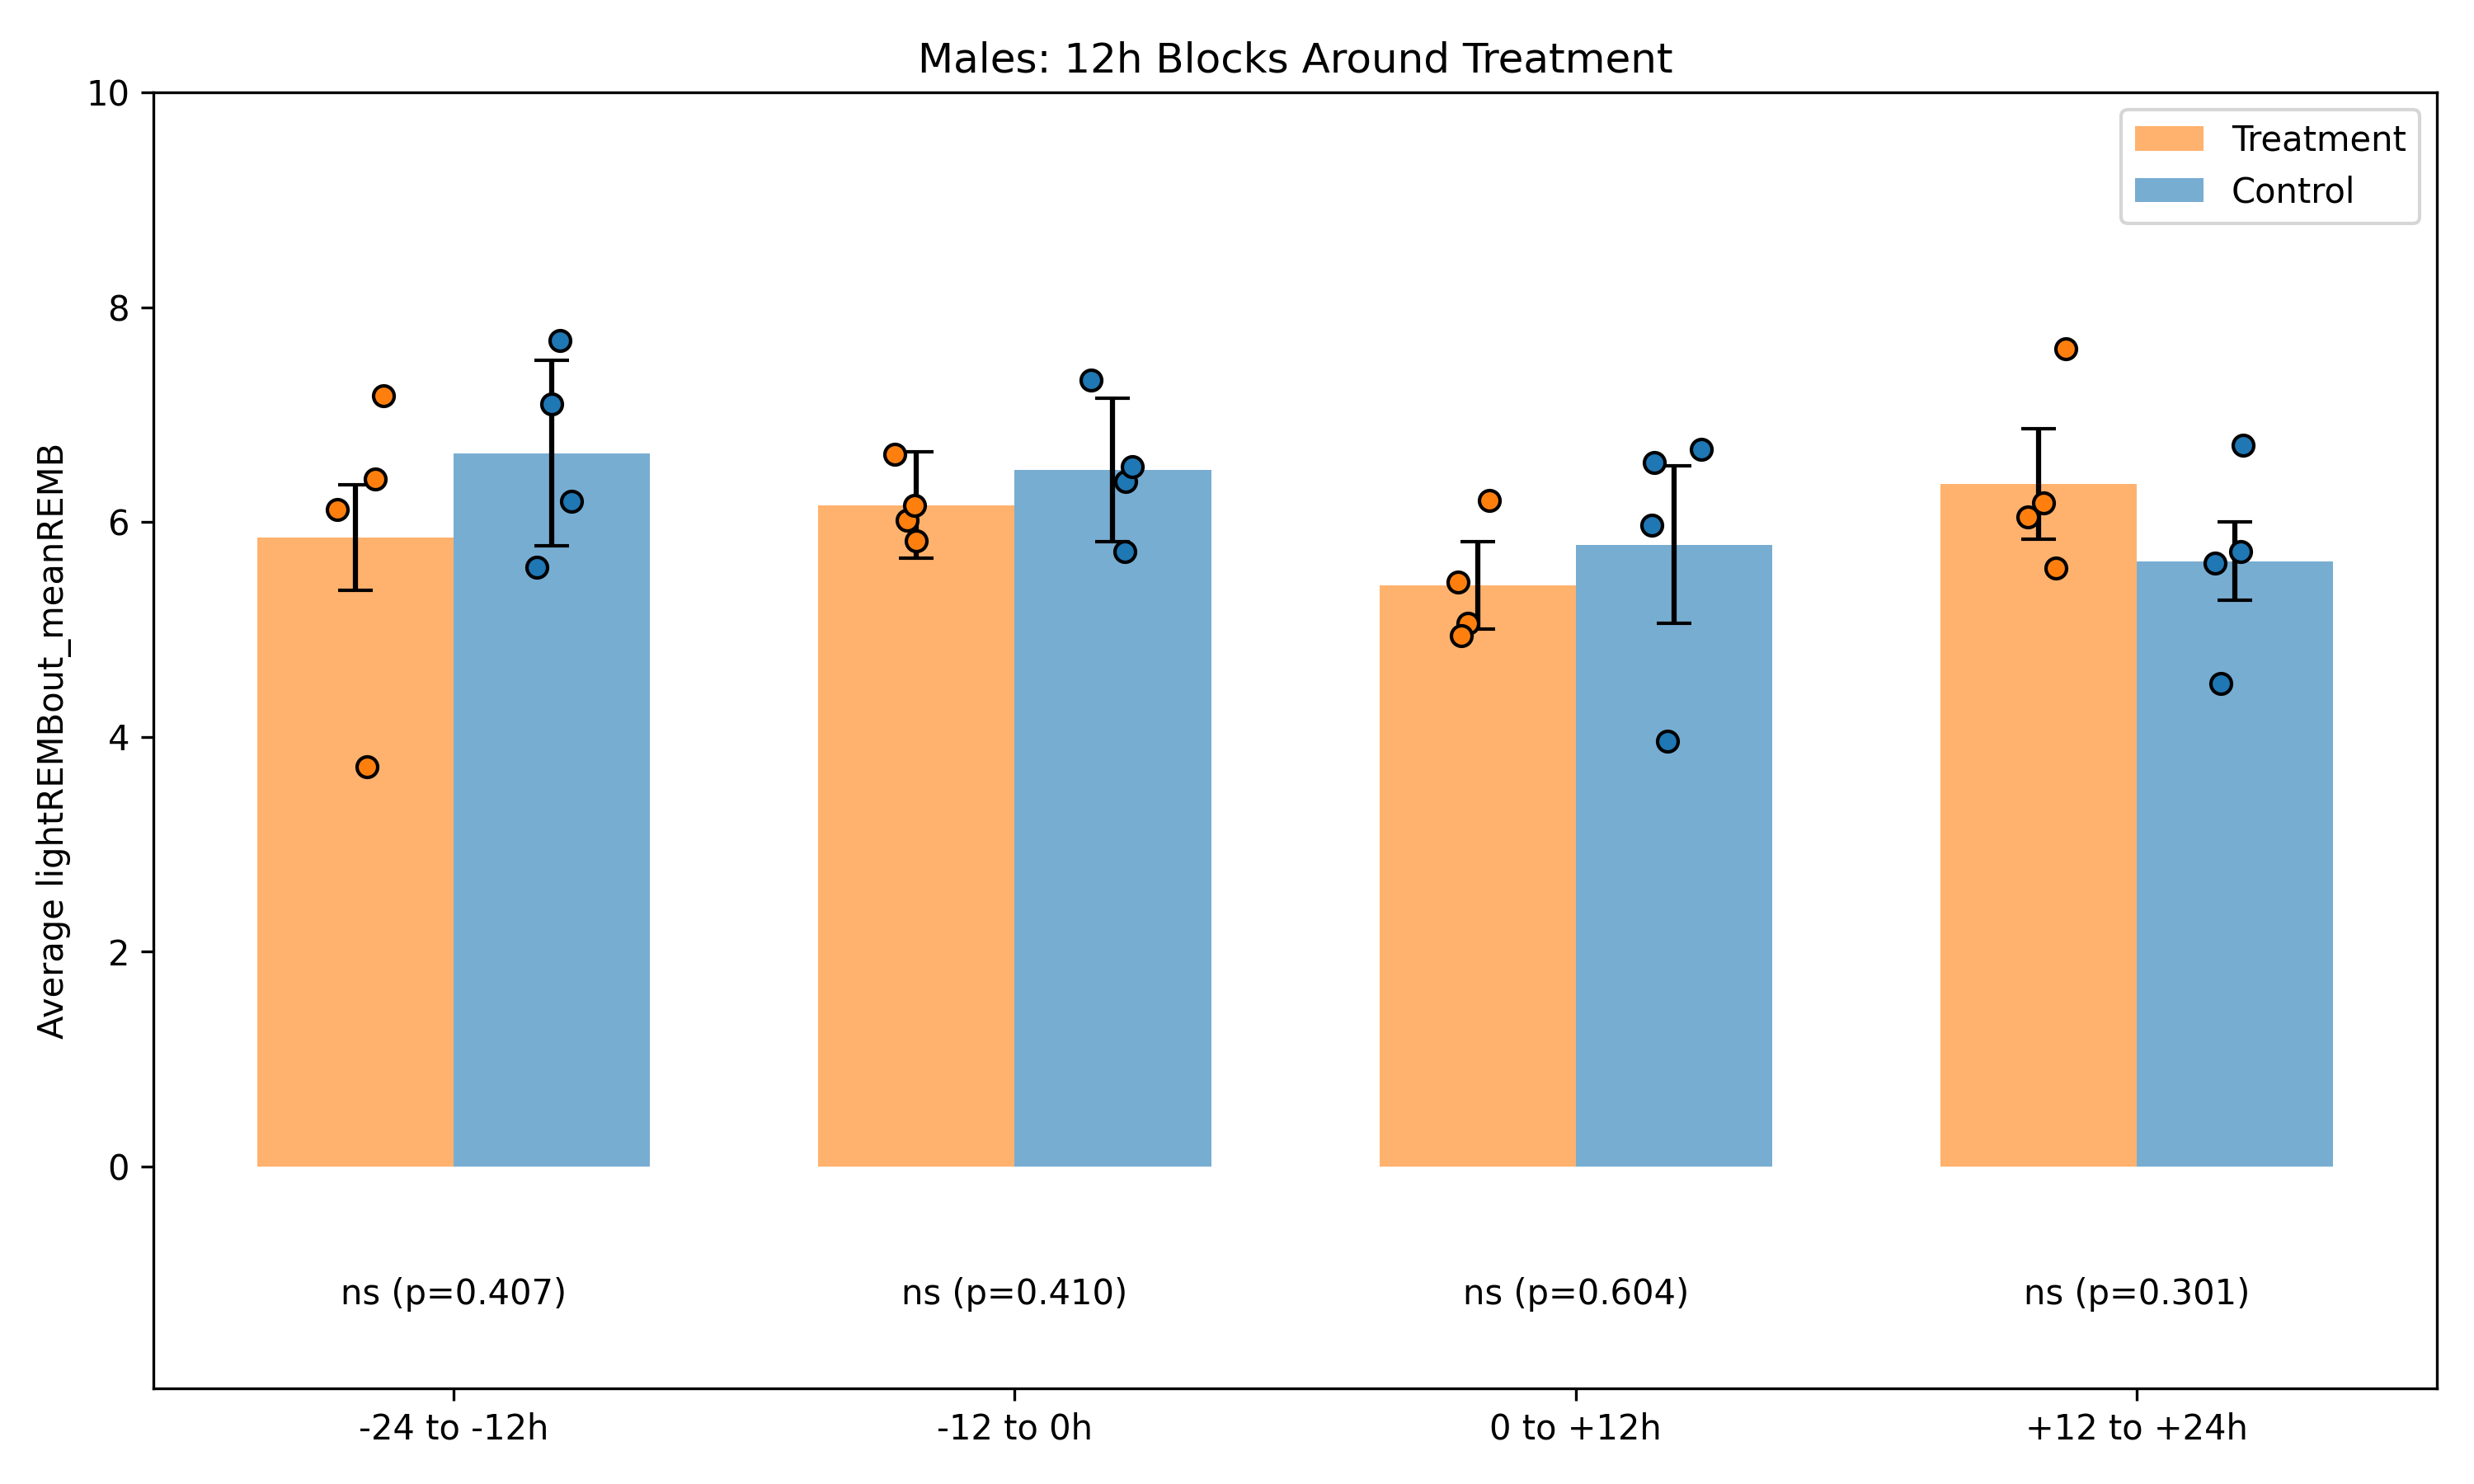 Males: 12h Blocks Around Treatment
Treatment
Control
Average lightREMBout_meanREMB
10
8
6
4
2
0
ns (p=0.407)
ns (p=0.410)
ns (p=0.604)
ns (p=0.301)
-24 to -12h
-12 to 0h
0 to +12h
+12 to +24h